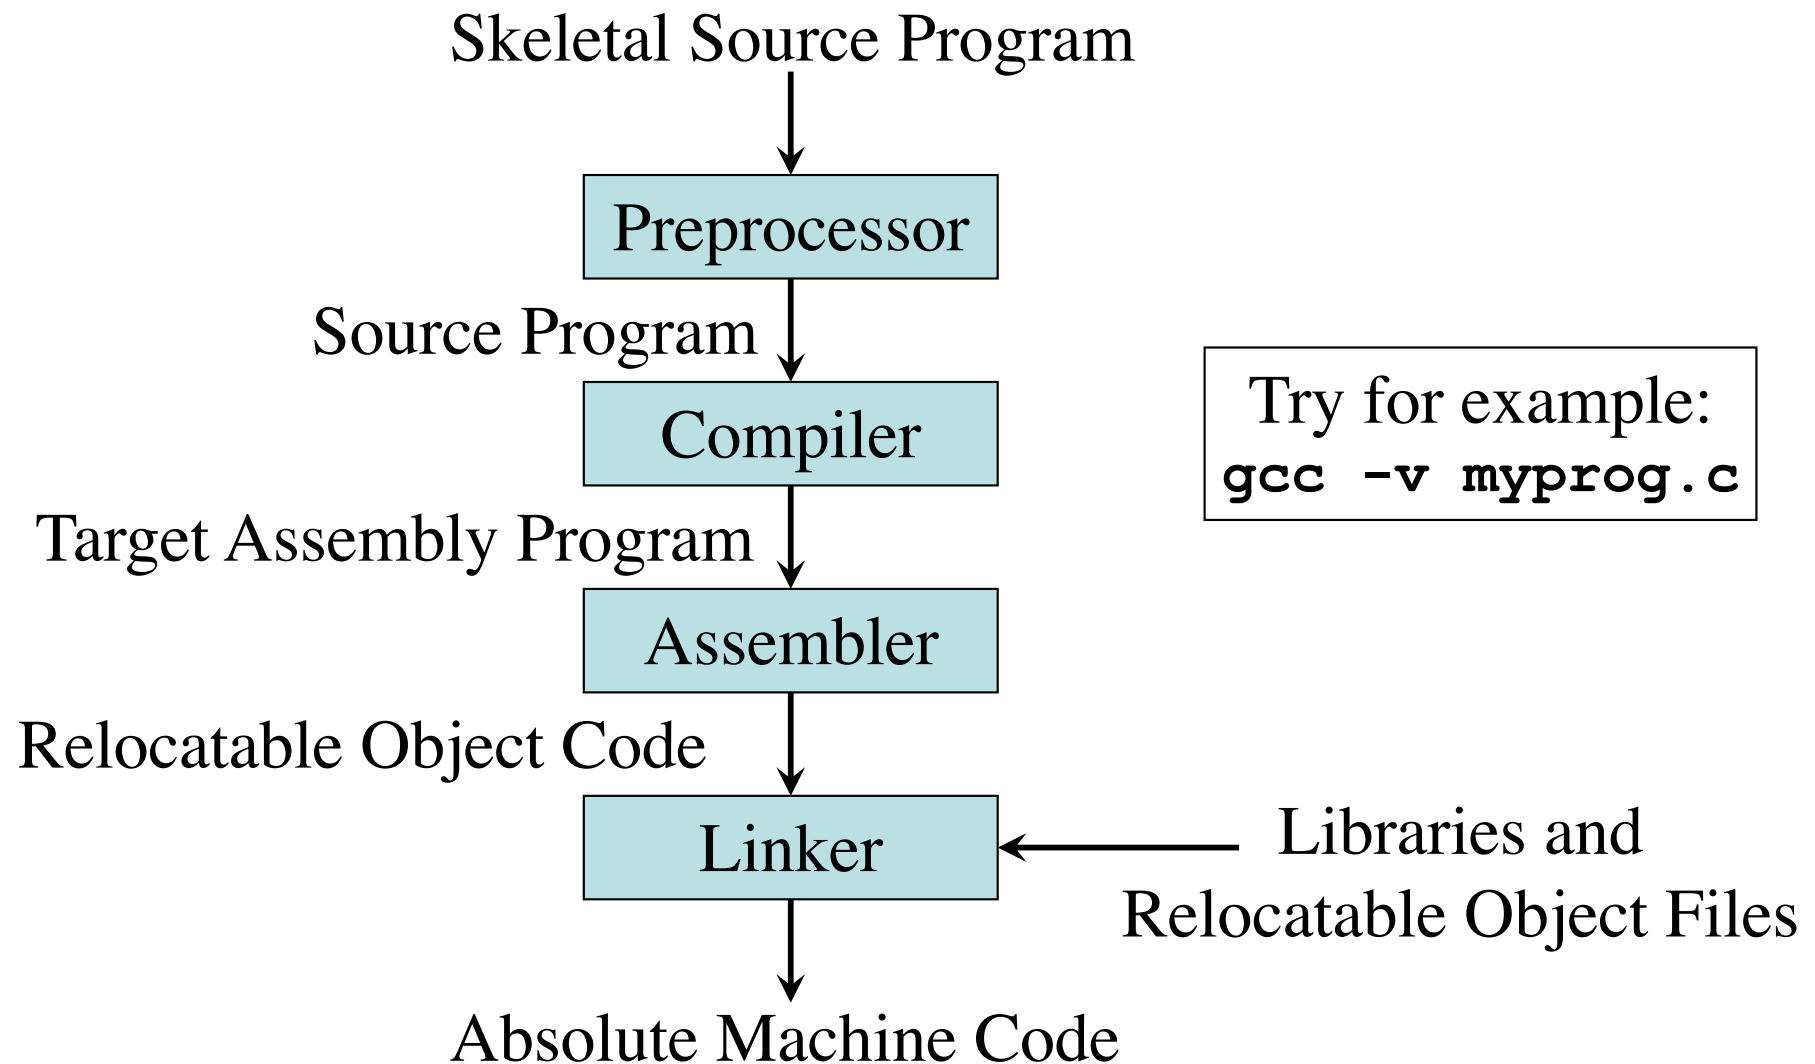 Skeletal Source Program
Preprocessor
Source Program
Compiler
Try for example:
gcc -v myprog.c
Target Assembly Program
Assembler
Relocatable Object Code
Linker
Libraries and
Relocatable Object Files
Absolute Machine Code